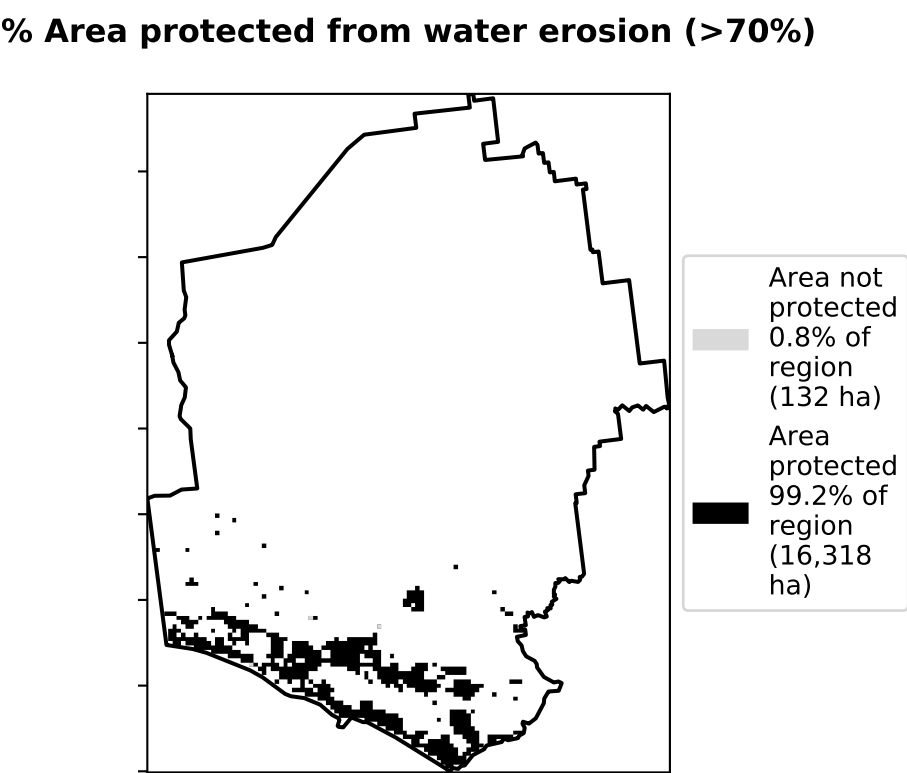 % Area protected from water erosion (>70%)
Area not
protected
0.8% of
region
(132 ha)
Area
protected
99.2% of
region
(16,318
ha)